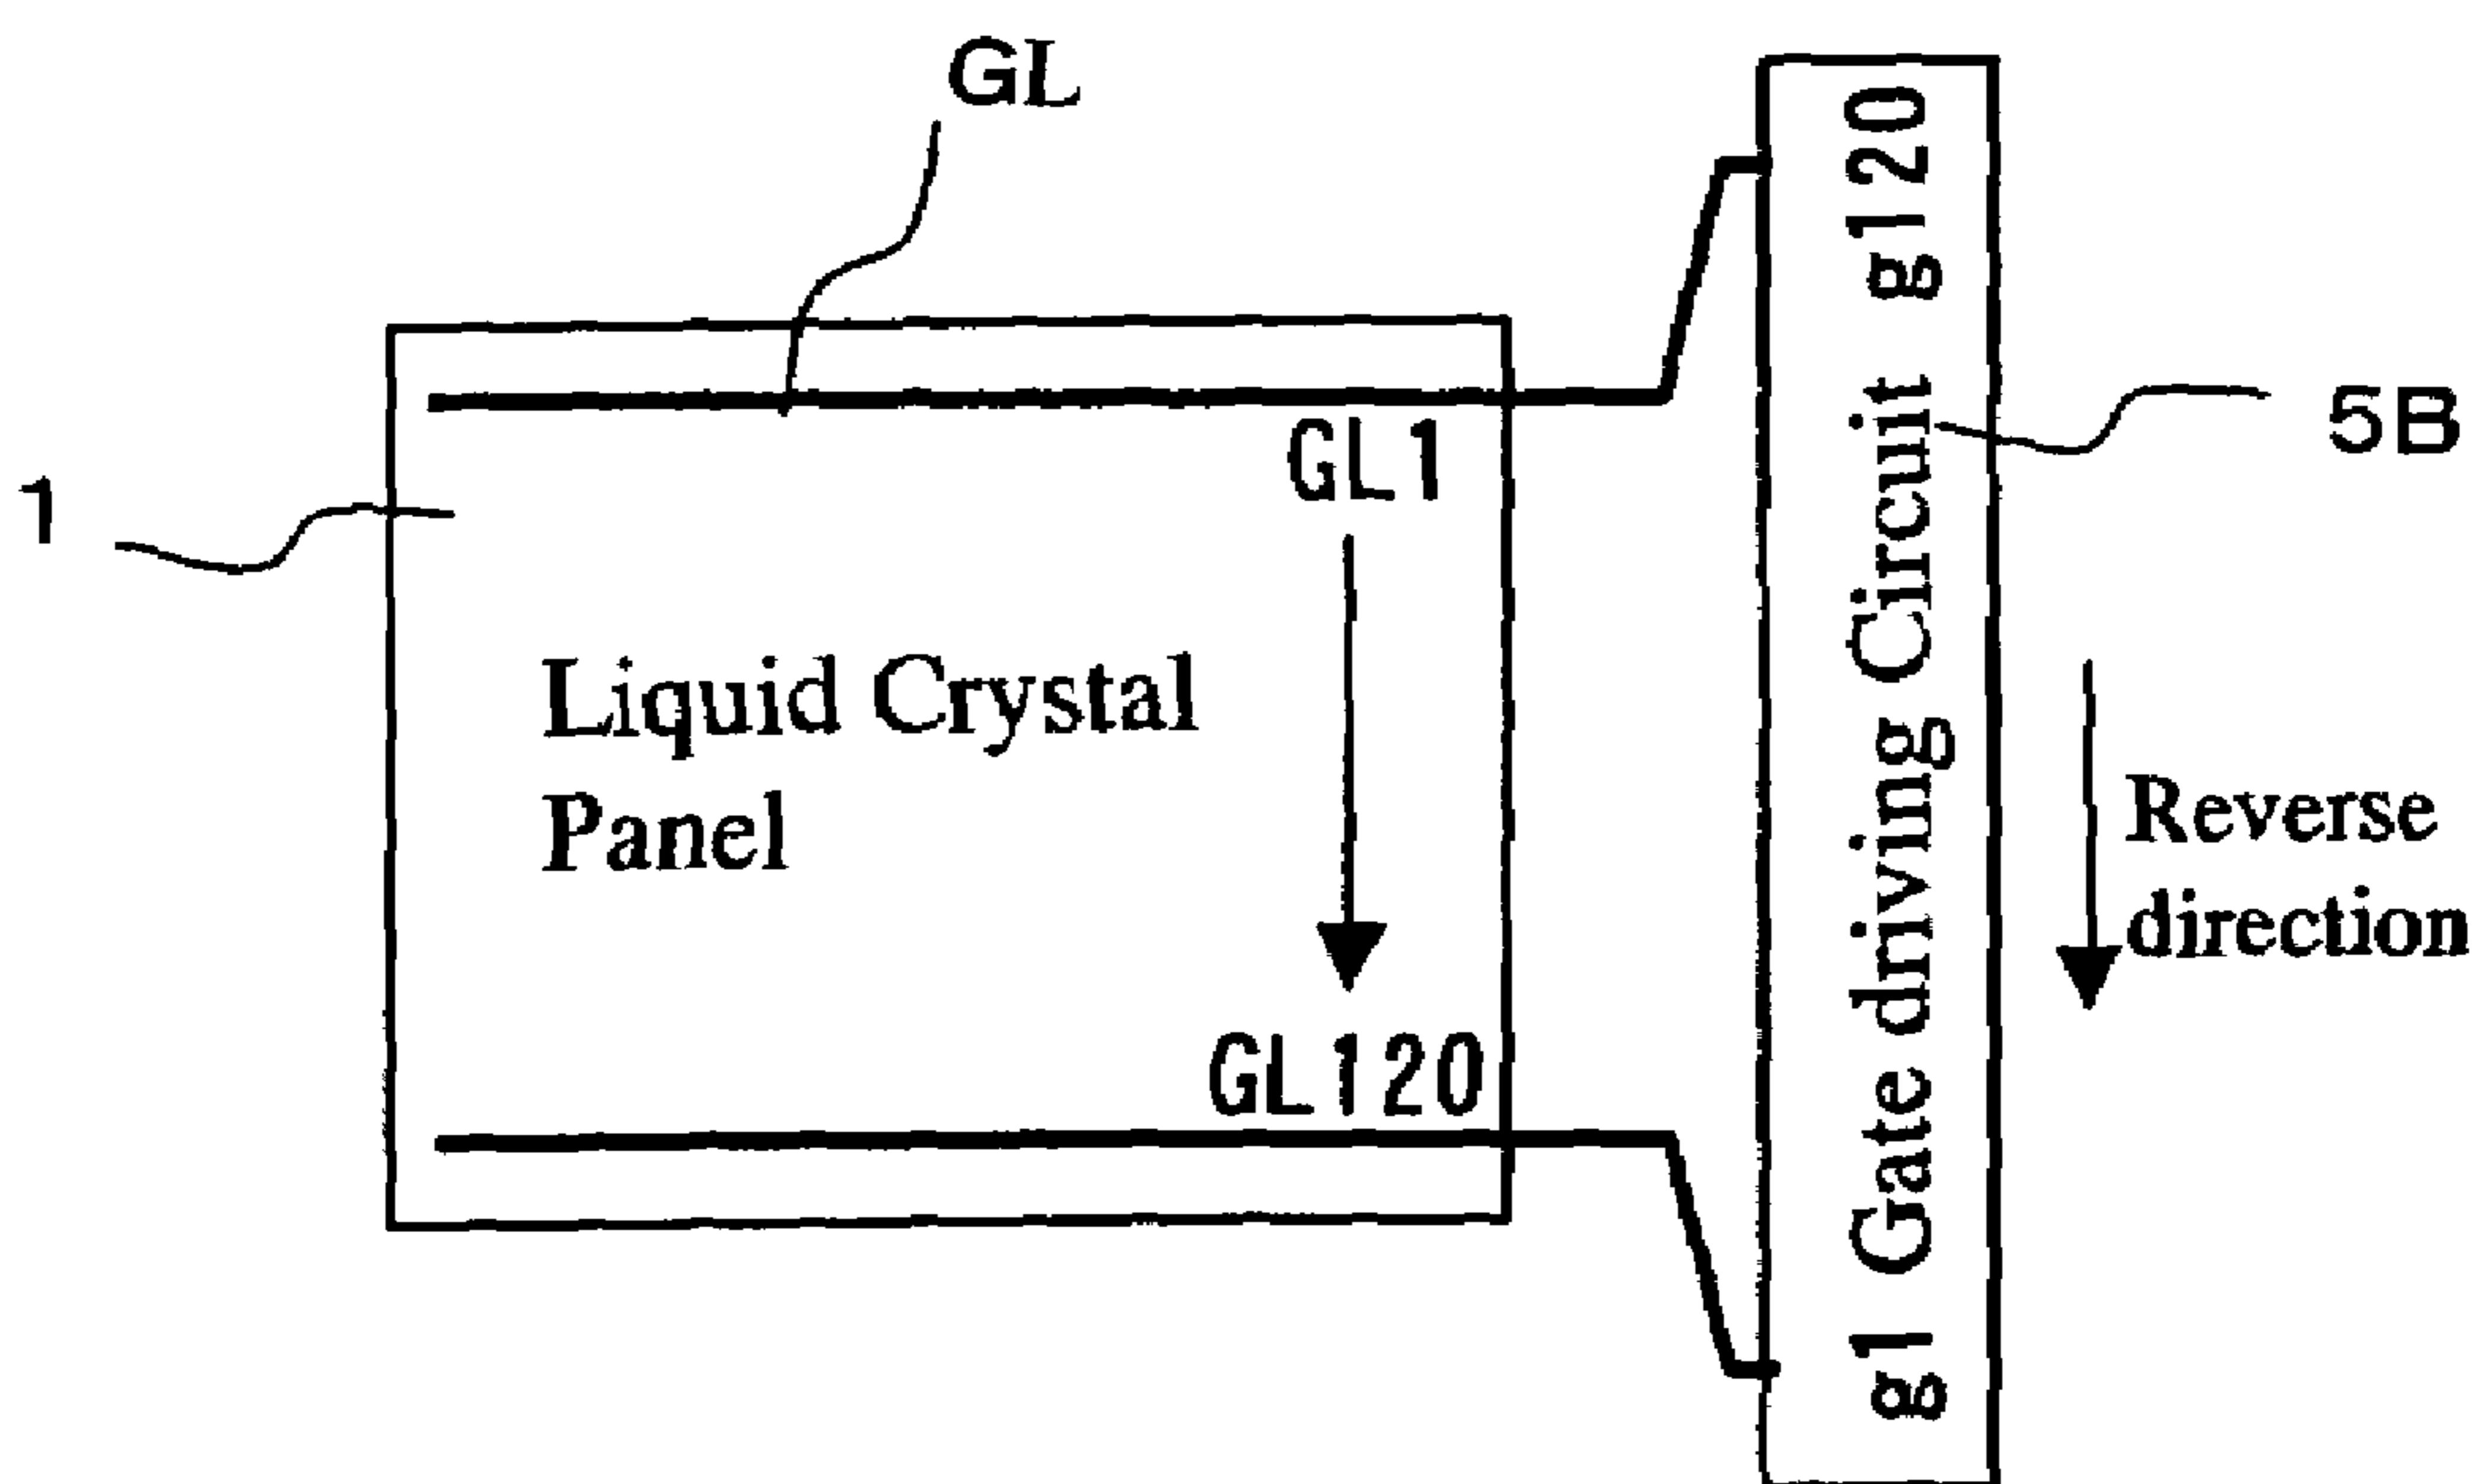 GL
g1 Gate driving Circuit g120
GL1
5B
1
Liquid Crystal
Panel
Reverse
direction
GL120